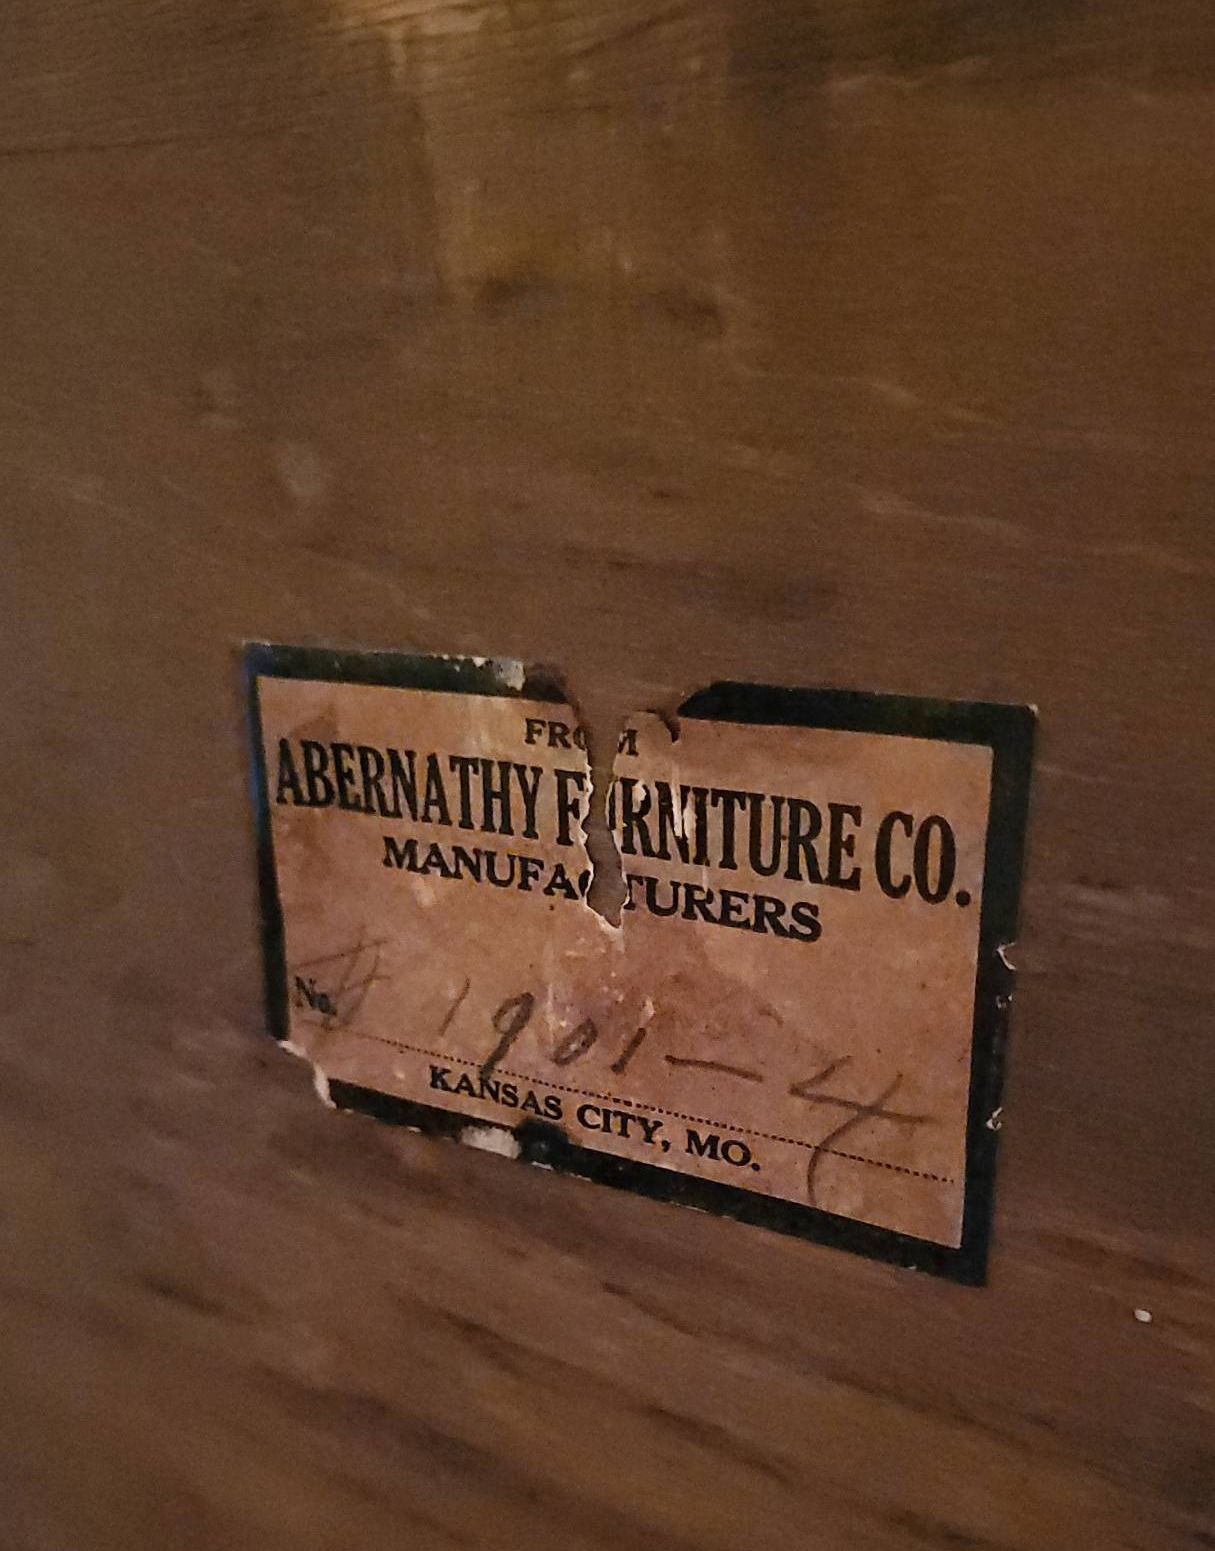 FROM
ABERNATHY FURNITURE CO.
MANUFACTURERS
No. # 1901-4
KANSAS CITY, MO.